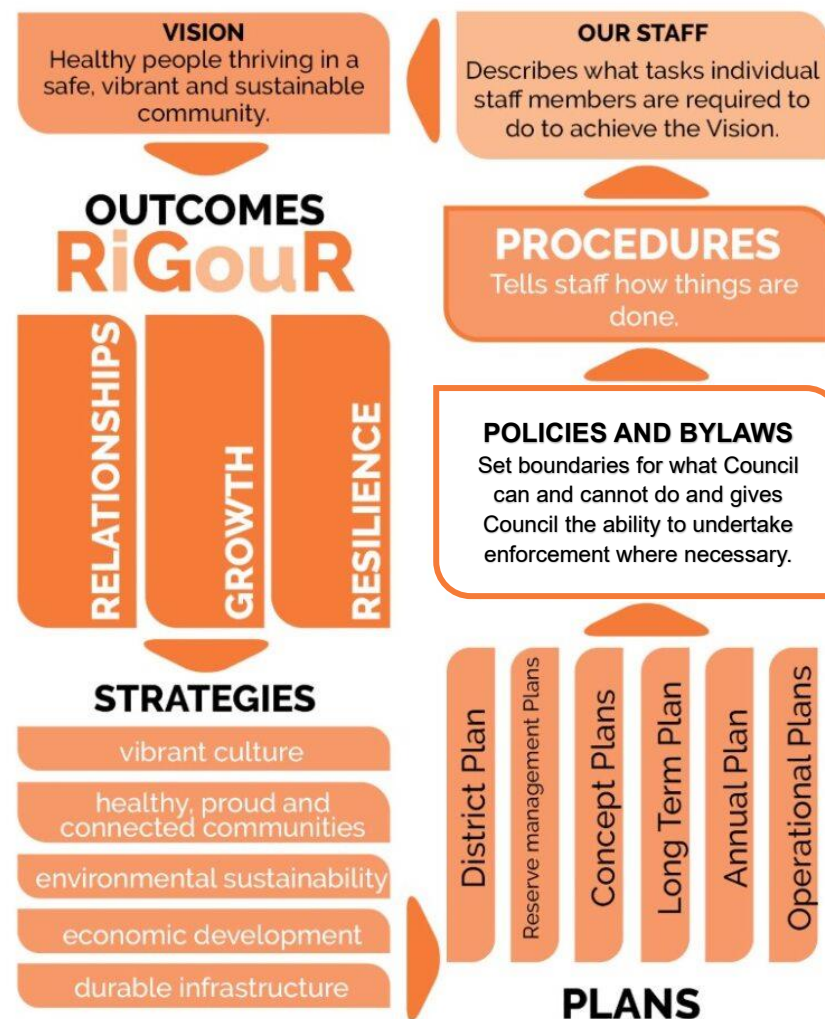 VISION
Healthy people thriving in a
safe, vibrant and sustainable
community.
OUTCOMES
RiGouR
RELATIONSHIPS
GROWTH
RESILIENCE
STRATEGIES
vibrant culture
healthy, proud and
connected communities
environmental sustainability
economic development
durable infrastructure
PLANS
District Plan
Reserve management Plans
Concept Plans
Long Term Plan
Annual Plan
Operational Plans
POLICIES AND BYLAWS
Set boundaries for what Council
can and cannot do and gives
Council the ability to undertake
enforcement where necessary.
PROCEDURES
Tells staff how things are
done.
OUR STAFF
Describes what tasks individual
staff members are required to
do to achieve the Vision.